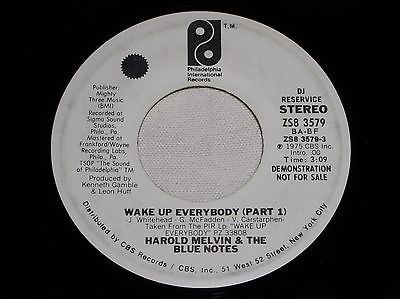 T.M.
Philadelphia
International
Records
Publisher:
Mighty
Three Music
(BMI)
Recorded at
Sigma Sound
Studios,
Phila., Pa
Mastered at
Frankford/Wayne
Recording Labs.
Phila., Pa.
TSOP "The Sound
of Philadelphia" TM
Produced by
Kenneth Gamble
& Leon Huff
DJ
RESERVICE
STEREO
ZS8 3579
BA-BF
ZSB 3579-3
℗ 1975 CBS Inc.
Intro. 00
Time: 3:09
DEMONSTRATION
NOT FOR SALE
WAKE UP EVERYBODY (PART 1)
J. Whitehead - G. McFadden - V. Carstarphen
Taken From The PIR Lp. "WAKE UP
EVERYBODY" PZ 33808
HAROLD MELVIN & THE
BLUE NOTES
Distributed by CBS Records / CBS, Inc. 51 West 52 Street, New York City